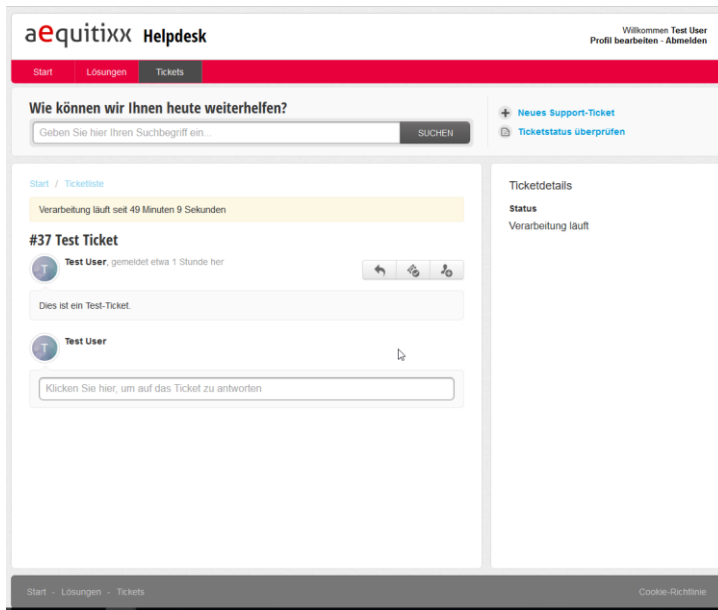 aequitixx Helpdesk
Willkommen Test User
Profil bearbeiten - Abmelden
Start Lösungen Tickets
Wie können wir Ihnen heute weiterhelfen?
Geben Sie hier Ihren Suchbegriff ein... SUCHEN
Neues Support-Ticket
Ticketstatus überprüfen
Start / Ticketliste
Verarbeitung läuft seit 49 Minuten 9 Sekunden
#37 Test Ticket
T Test User, gemeldet etwa 1 Stunde her
Dies ist ein Test-Ticket.
T Test User
Klicken Sie hier, um auf das Ticket zu antworten
Ticketdetails
Status
Verarbeitung läuft
Start - Lösungen - Tickets
Cookie-Richtlinie